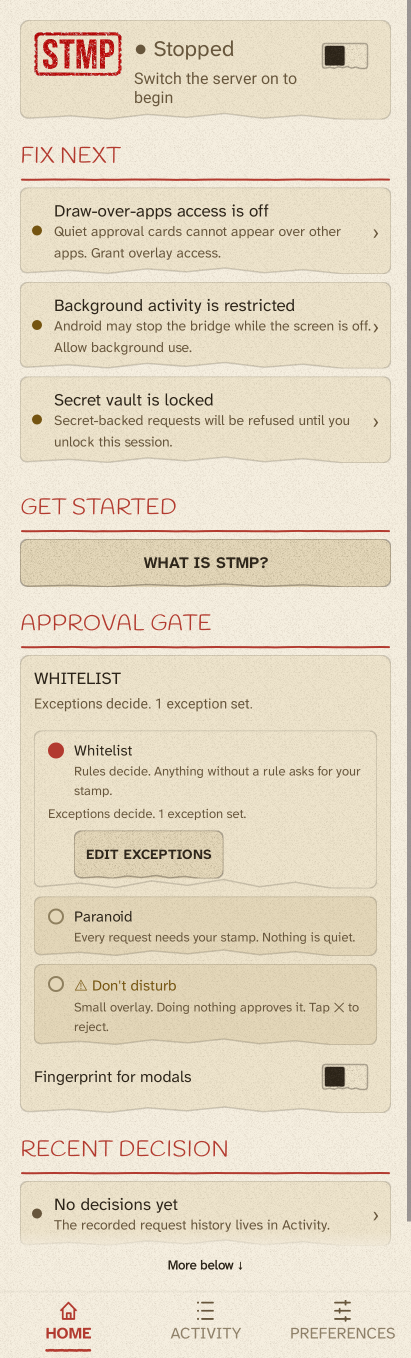 STMP
● Stopped
Switch the server on to
begin
FIX NEXT
Draw-over-apps access is off
Quiet approval cards cannot appear over other
apps. Grant overlay access.
›
Background activity is restricted
Android may stop the bridge while the screen is off.
Allow background use.
›
Secret vault is locked
Secret-backed requests will be refused until you
unlock this session.
›
GET STARTED
WHAT IS STMP?
APPROVAL GATE
WHITELIST
Exceptions decide. 1 exception set.
Whitelist
Rules decide. Anything without a rule asks for your
stamp.
Exceptions decide. 1 exception set.
EDIT EXCEPTIONS
Paranoid
Every request needs your stamp. Nothing is quiet.
⚠ Don't disturb
Small overlay. Doing nothing approves it. Tap ✕ to
reject.
Fingerprint for modals
RECENT DECISION
No decisions yet
The recorded request history lives in Activity.
›
More below ↓
HOME
ACTIVITY
PREFERENCES